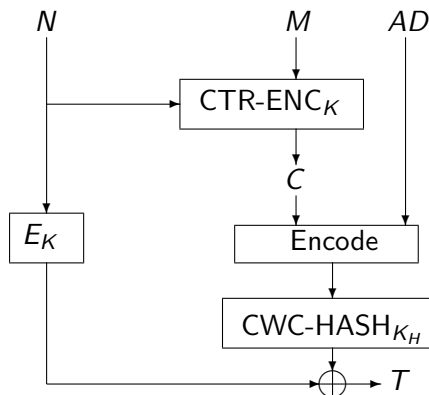 N M AD
CTR-ENC_K
C
E_K Encode
CWC-HASH_{K_H}
T